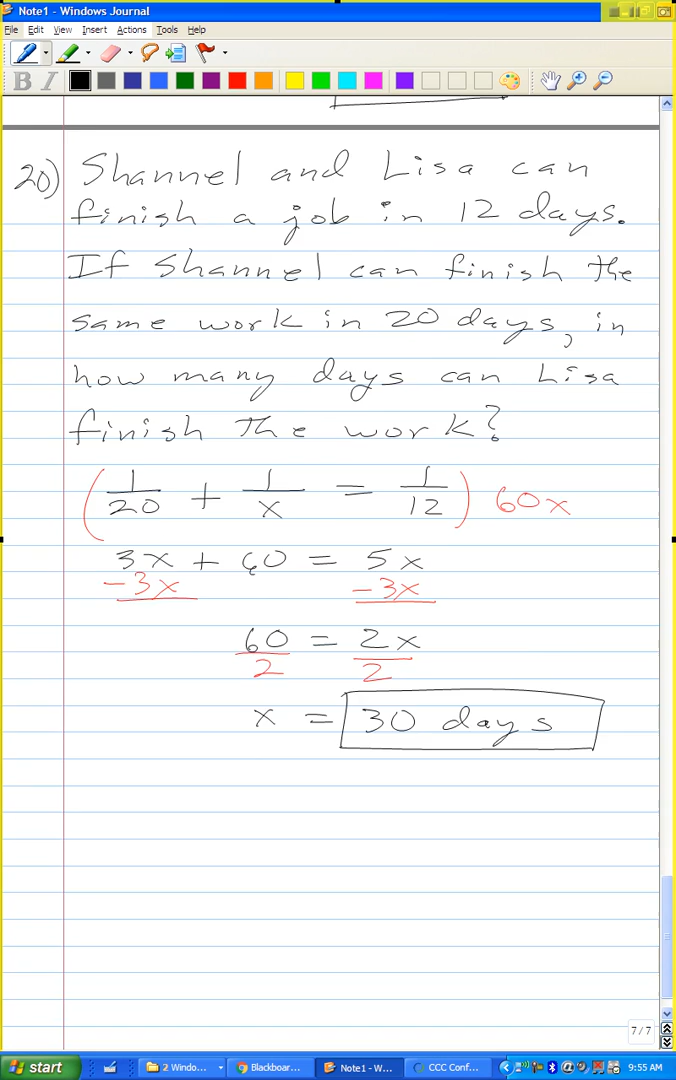 Note1 - Windows Journal
File Edit View Insert Actions Tools Help
B I
20) Shannel and Lisa can
finish a job in 12 days.
If Shannel can finish the
same work in 20 days, in
how many days can Lisa
finish the work?
(1/20 + 1/x = 1/12) 60x
3x + 60 = 5x
-3x -3x
60 = 2x
2 2
x = 30 days
7 / 7
start 2 Windo... Blackboar... Note1 - W... CCC Conf... 9:55 AM